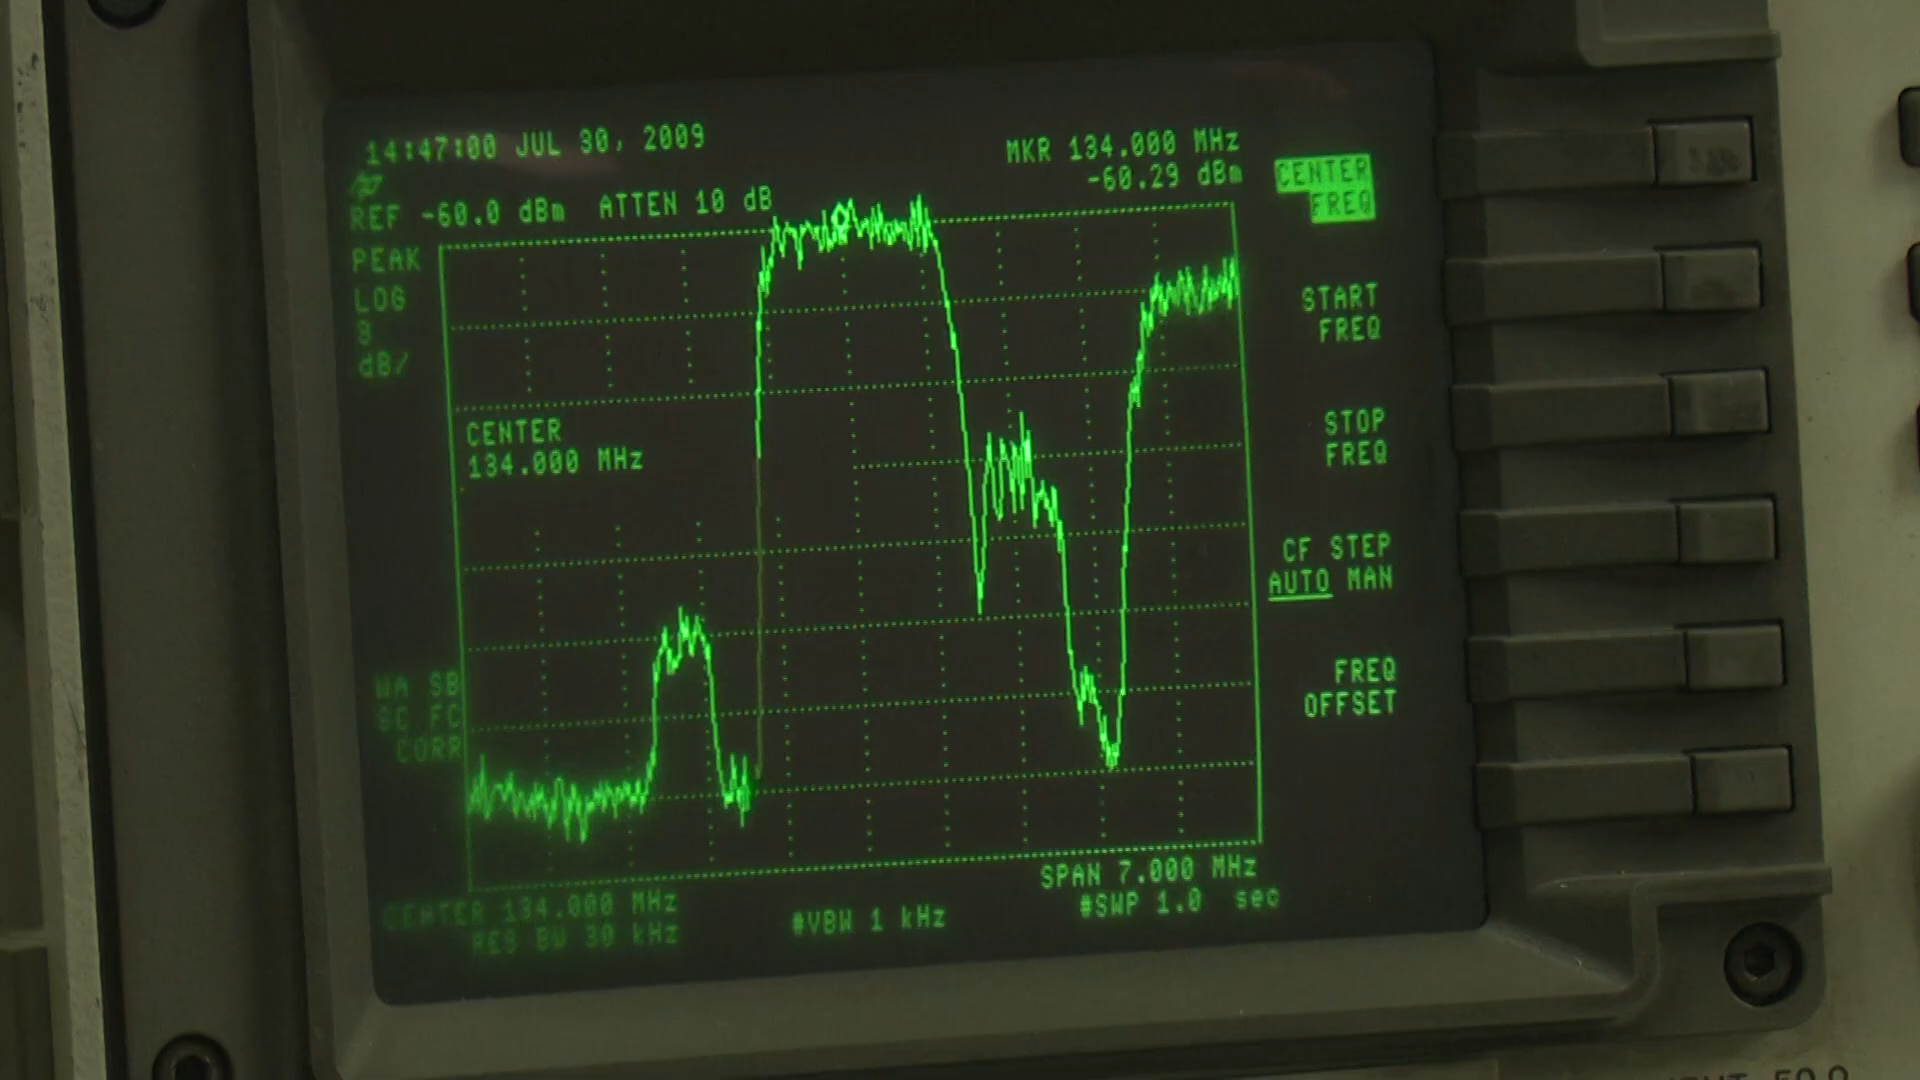 14:47:00 JUL 30, 2009
MKR 134.000 MHz
-60.29 dBm
REF -60.0 dBm ATTEN 10 dB
PEAK
LOG
3
dB/
CENTER
134.000 MHz
WA SB
SC FC
CORR
CENTER 134.000 MHz
RES BW 30 kHz
#VBW 1 kHz
SPAN 7.000 MHz
#SWP 1.0 sec
CENTER
FREQ
START
FREQ
STOP
FREQ
CF STEP
AUTO MAN
FREQ
OFFSET
50 Ω